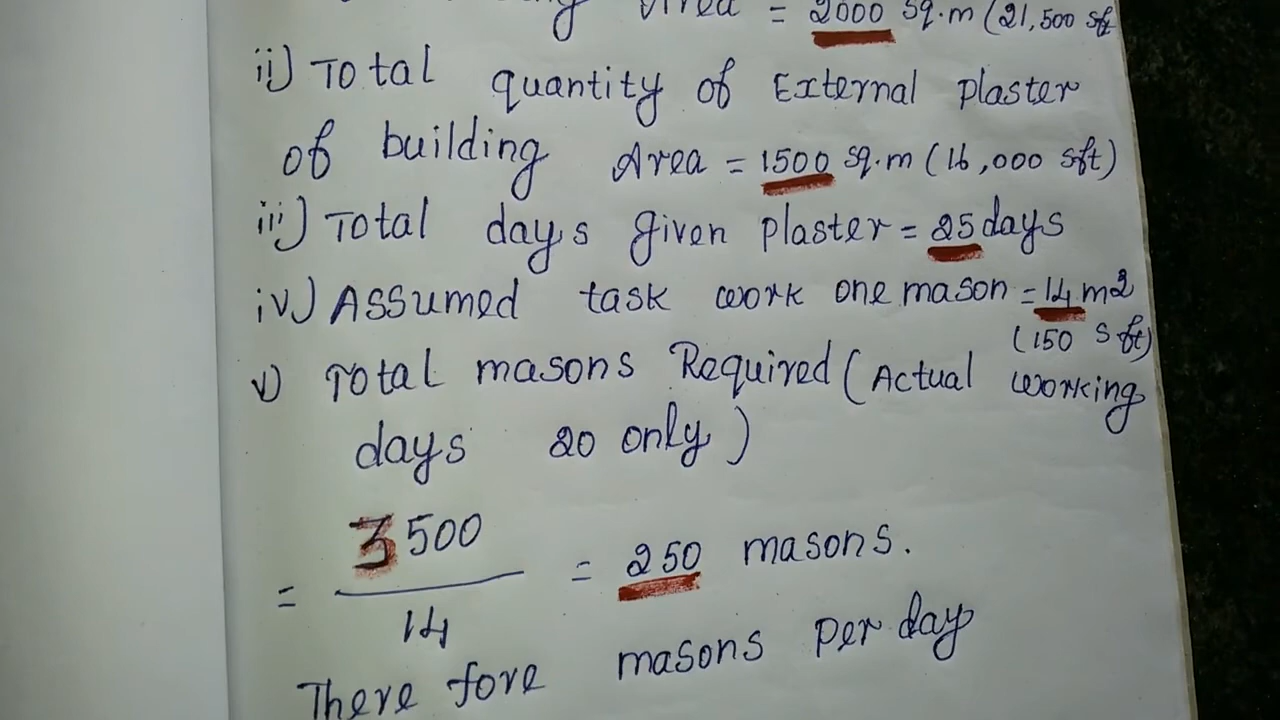 Area = 2000 sq.m (21,500 sft
ii) Total quantity of External plaster
of building Area = 1500 sq.m (16,000 sft)
iii) Total days given plaster = 25 days
iv) Assumed task work one mason = 14 m2
(150 sft)
v) Total masons Required (Actual working
days 20 only)
= 3500 / 14 = 250 masons.
There fore masons per day